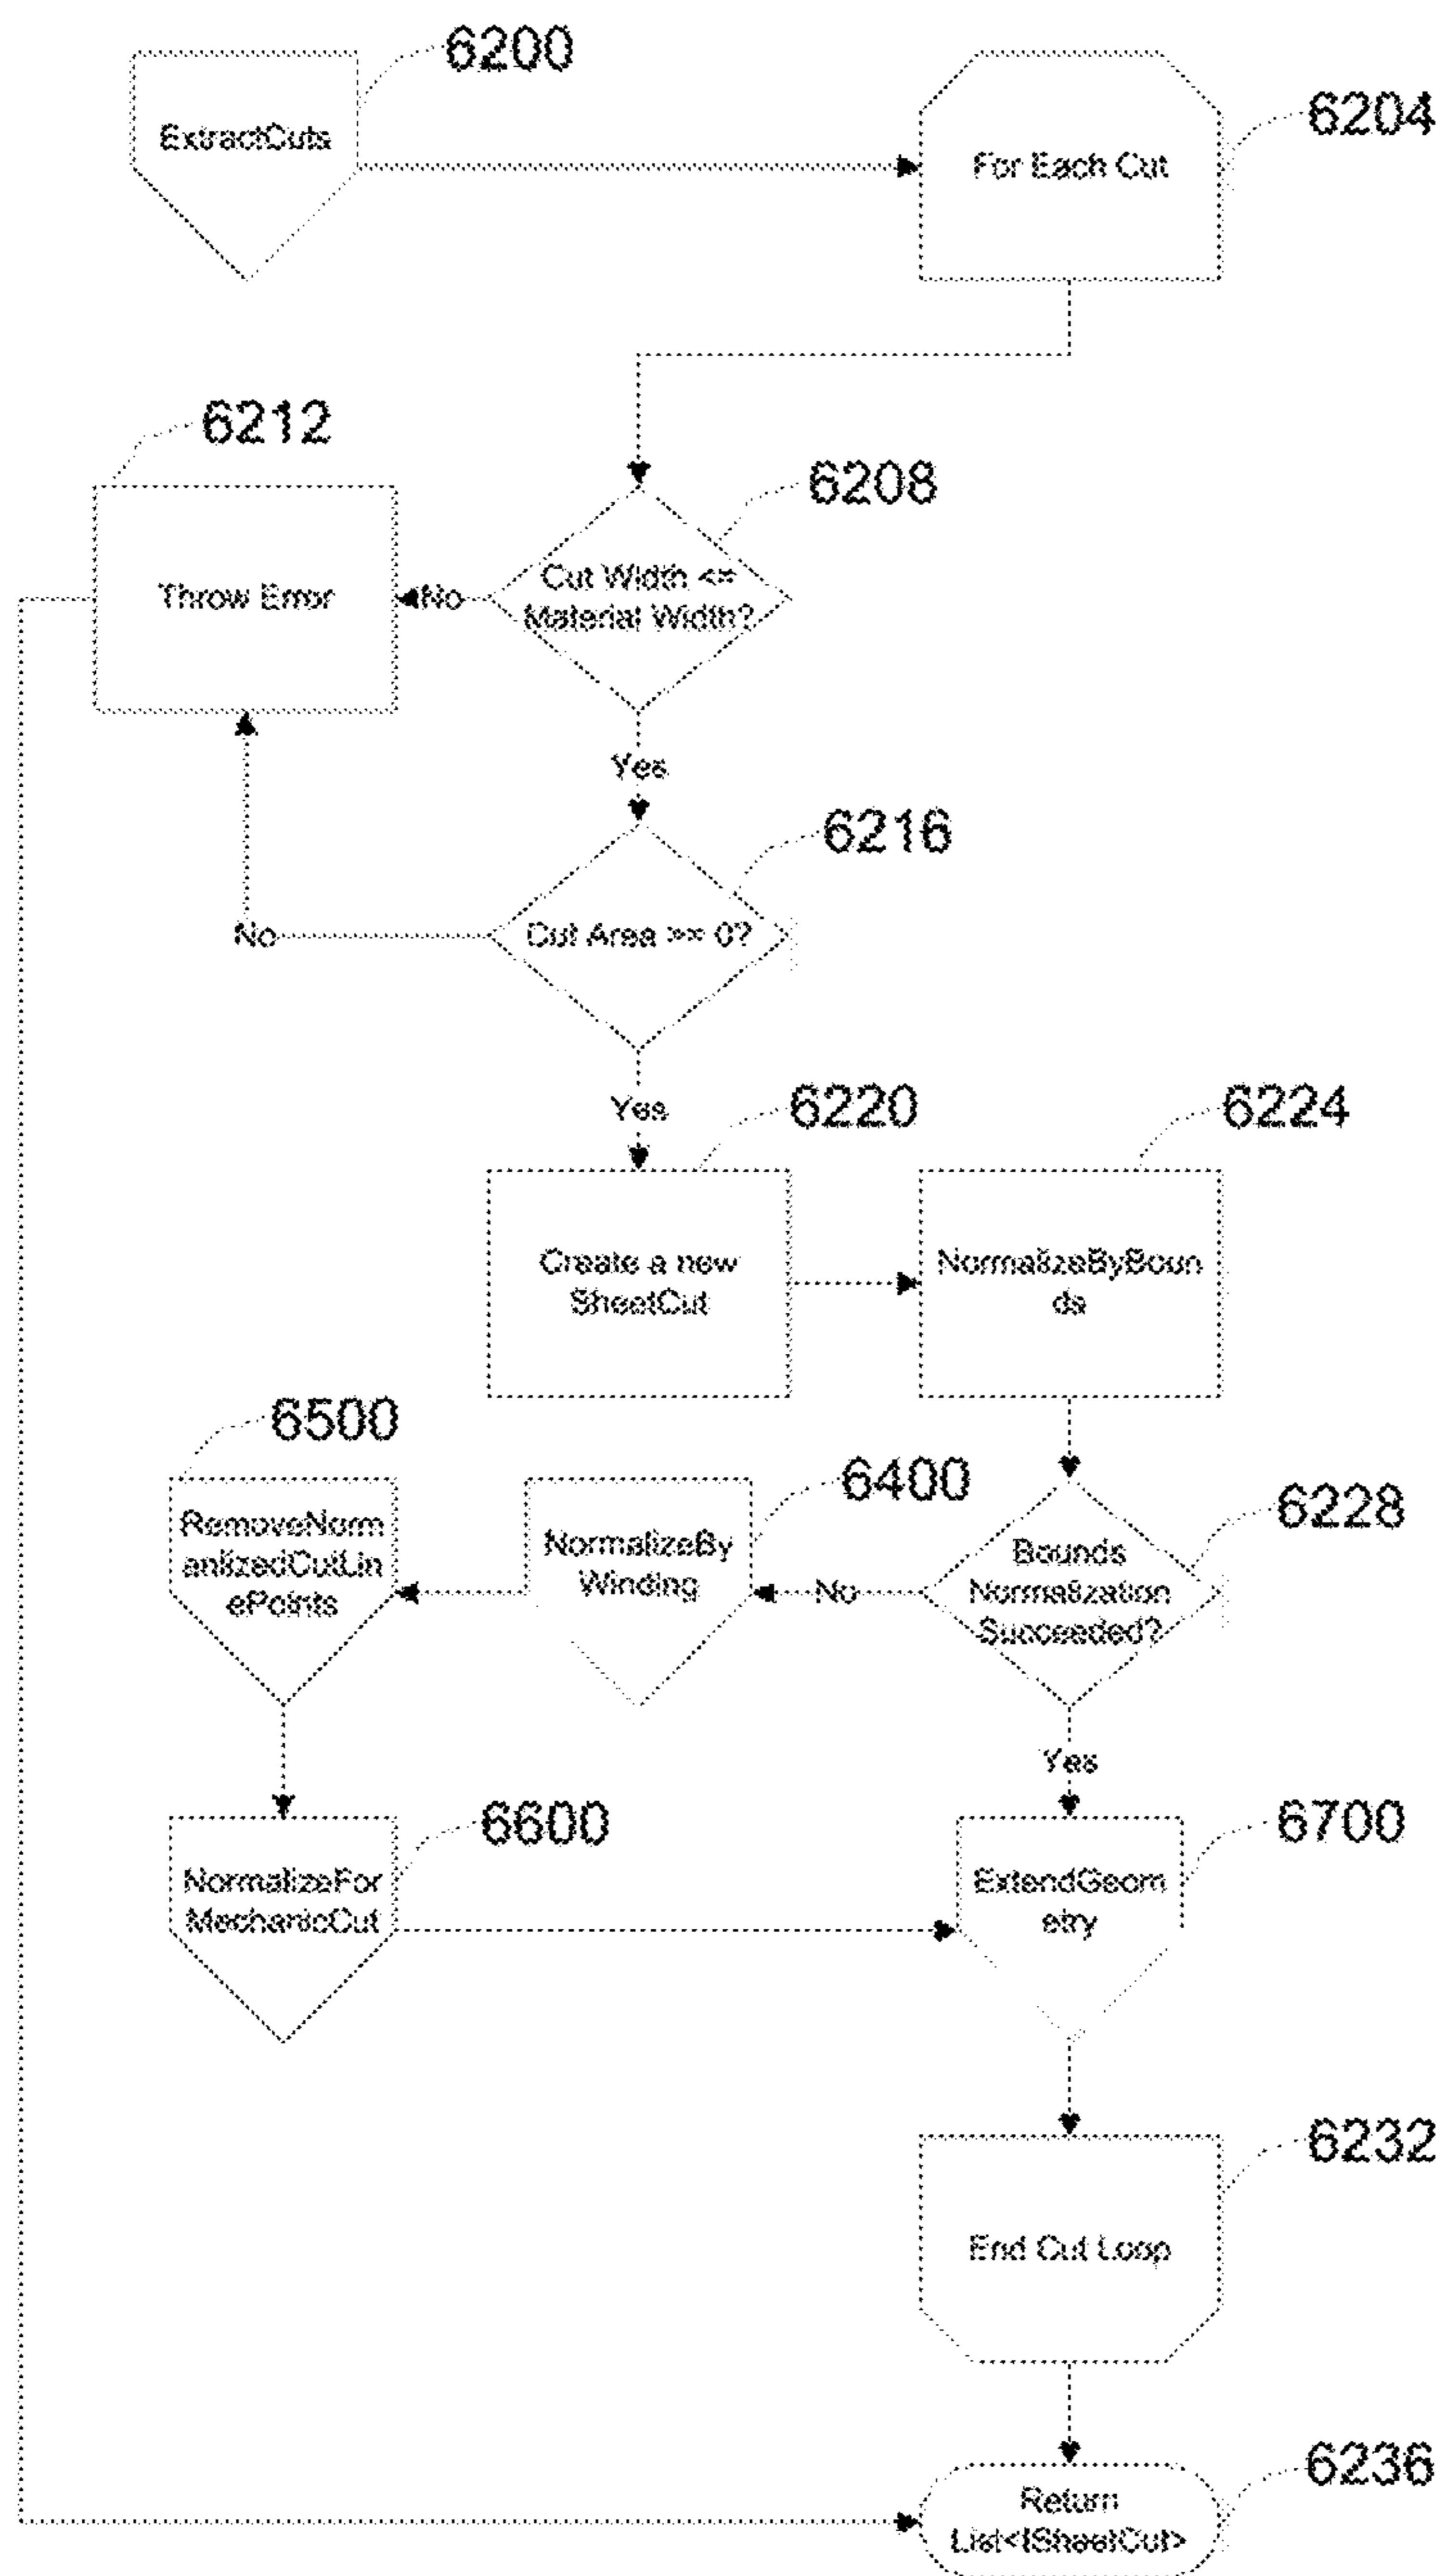 6200
ExtractCuts
6204
For Each Cut
6212
Throw Error
6208
Cut Width <=
Material Width?
No
Yes
6216
Cut Area >= 0?
No
Yes
6220
Create a new
SheetCut
6224
NormalizeByBoun
ds
6500
RemoveNorm
anlizedCutLin
ePoints
6400
NormalizeBy
Winding
No
6228
Bounds
Normalization
Succeeded?
Yes
6600
NormalizeFor
MechanicCut
6700
ExtendGeom
etry
6232
End Cut Loop
6236
Return
List<ISheetCut>